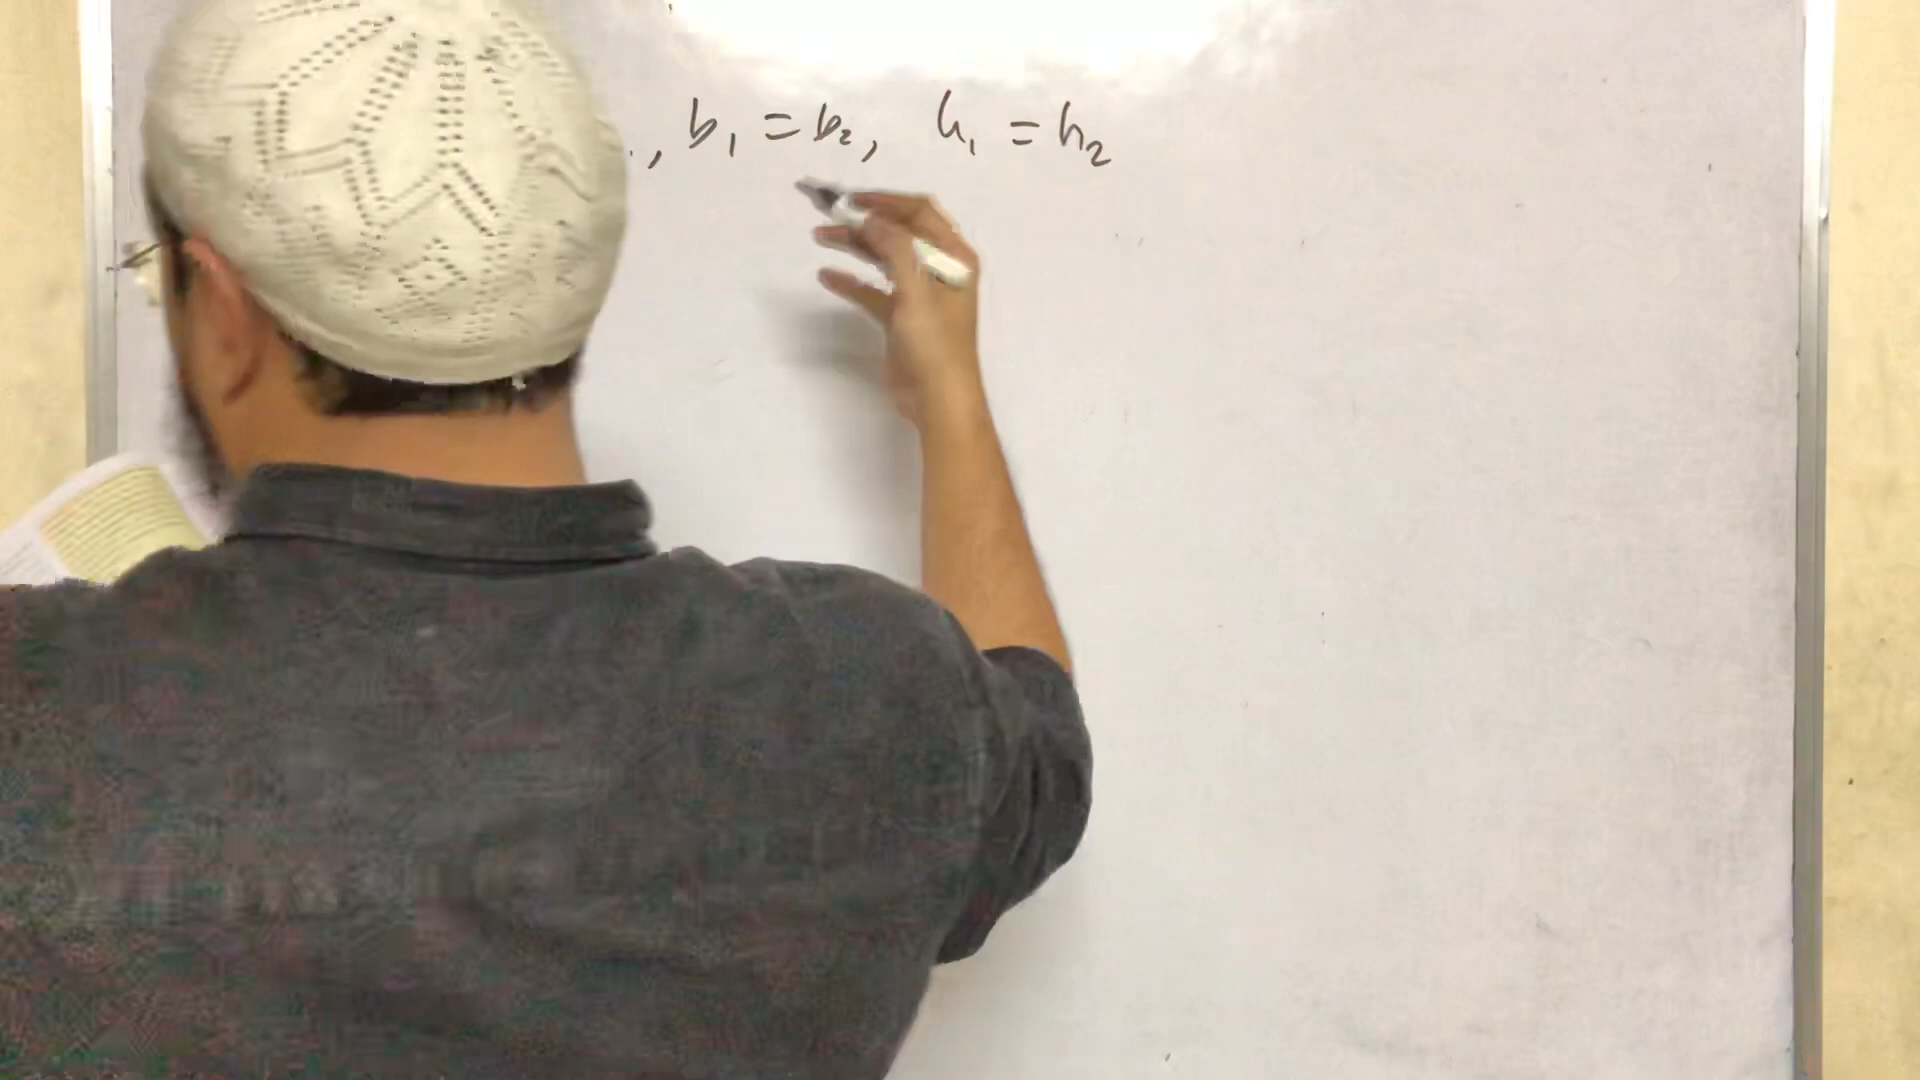 , b₁ = b₂, h₁ = h₂